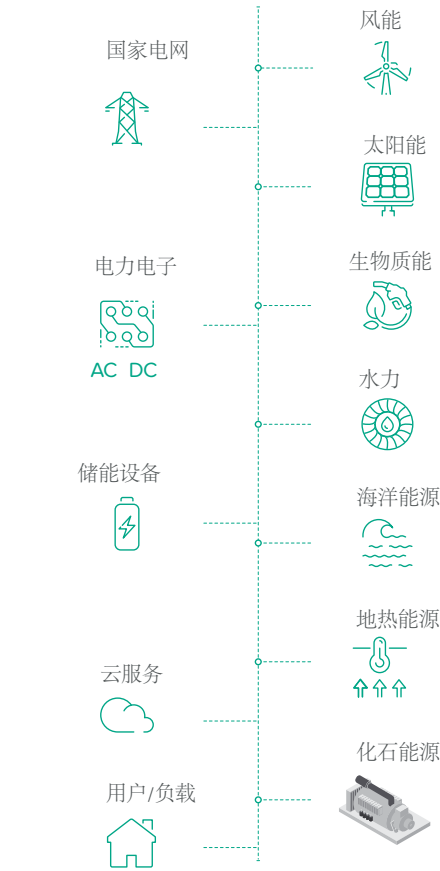 风能
国家电网
太阳能
生物质能
电力电子
AC DC
水力
储能设备
海洋能源
地热能源
云服务
化石能源
用户/负载